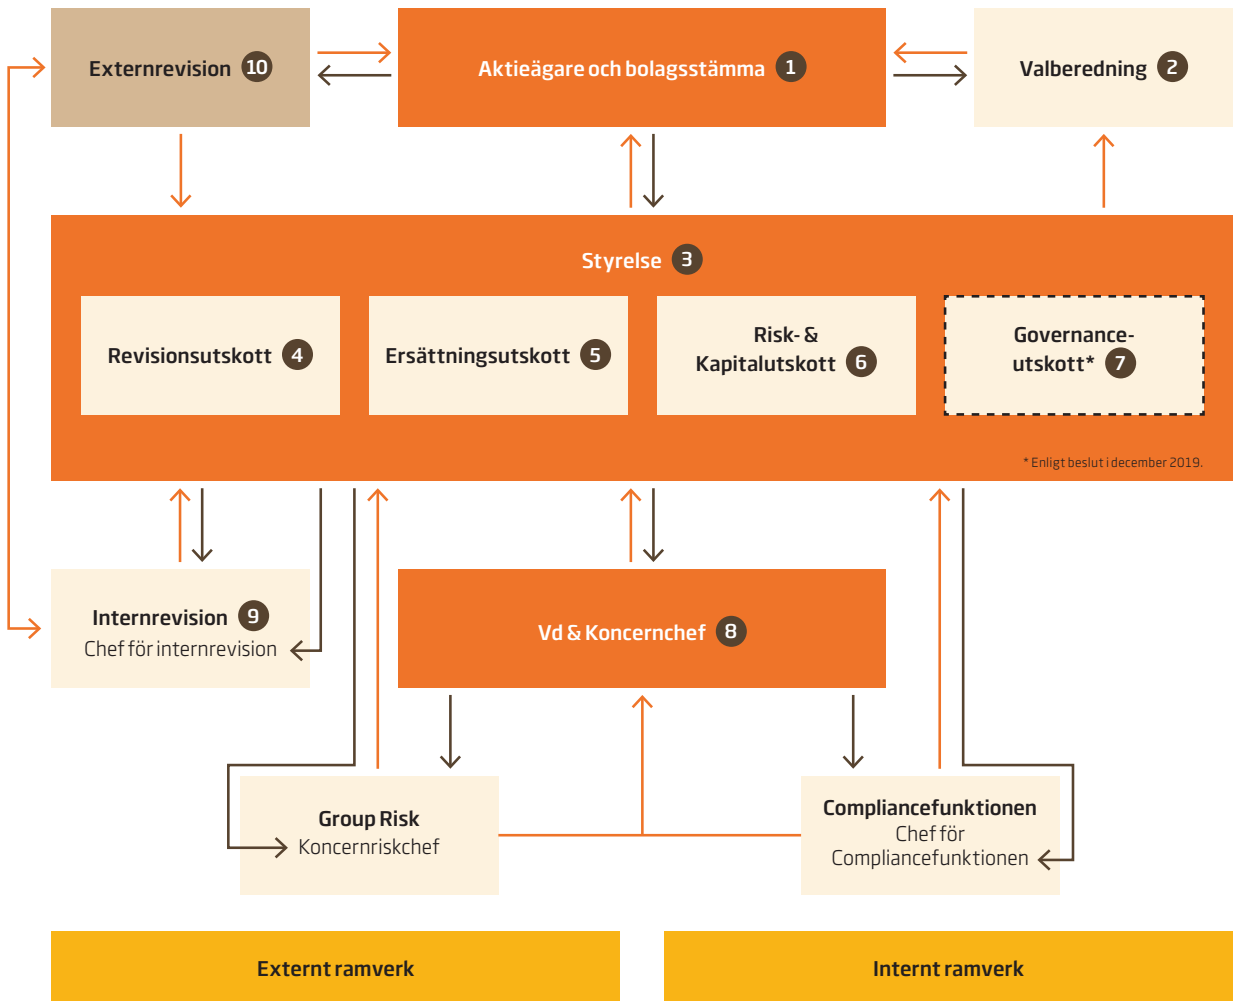 Externrevision 10
Aktieägare och bolagsstämma 1
Valberedning 2
Styrelse 3
Revisionsutskott 4
Ersättningsutskott 5
Risk- &
Kapitalutskott 6
Governance-
utskott* 7
* Enligt beslut i december 2019.
Internrevision 9
Chef för internrevision
Vd & Koncernchef 8
Group Risk
Koncernriskchef
Compliancefunktionen
Chef för
Compliancefunktionen
Externt ramverk
Internt ramverk